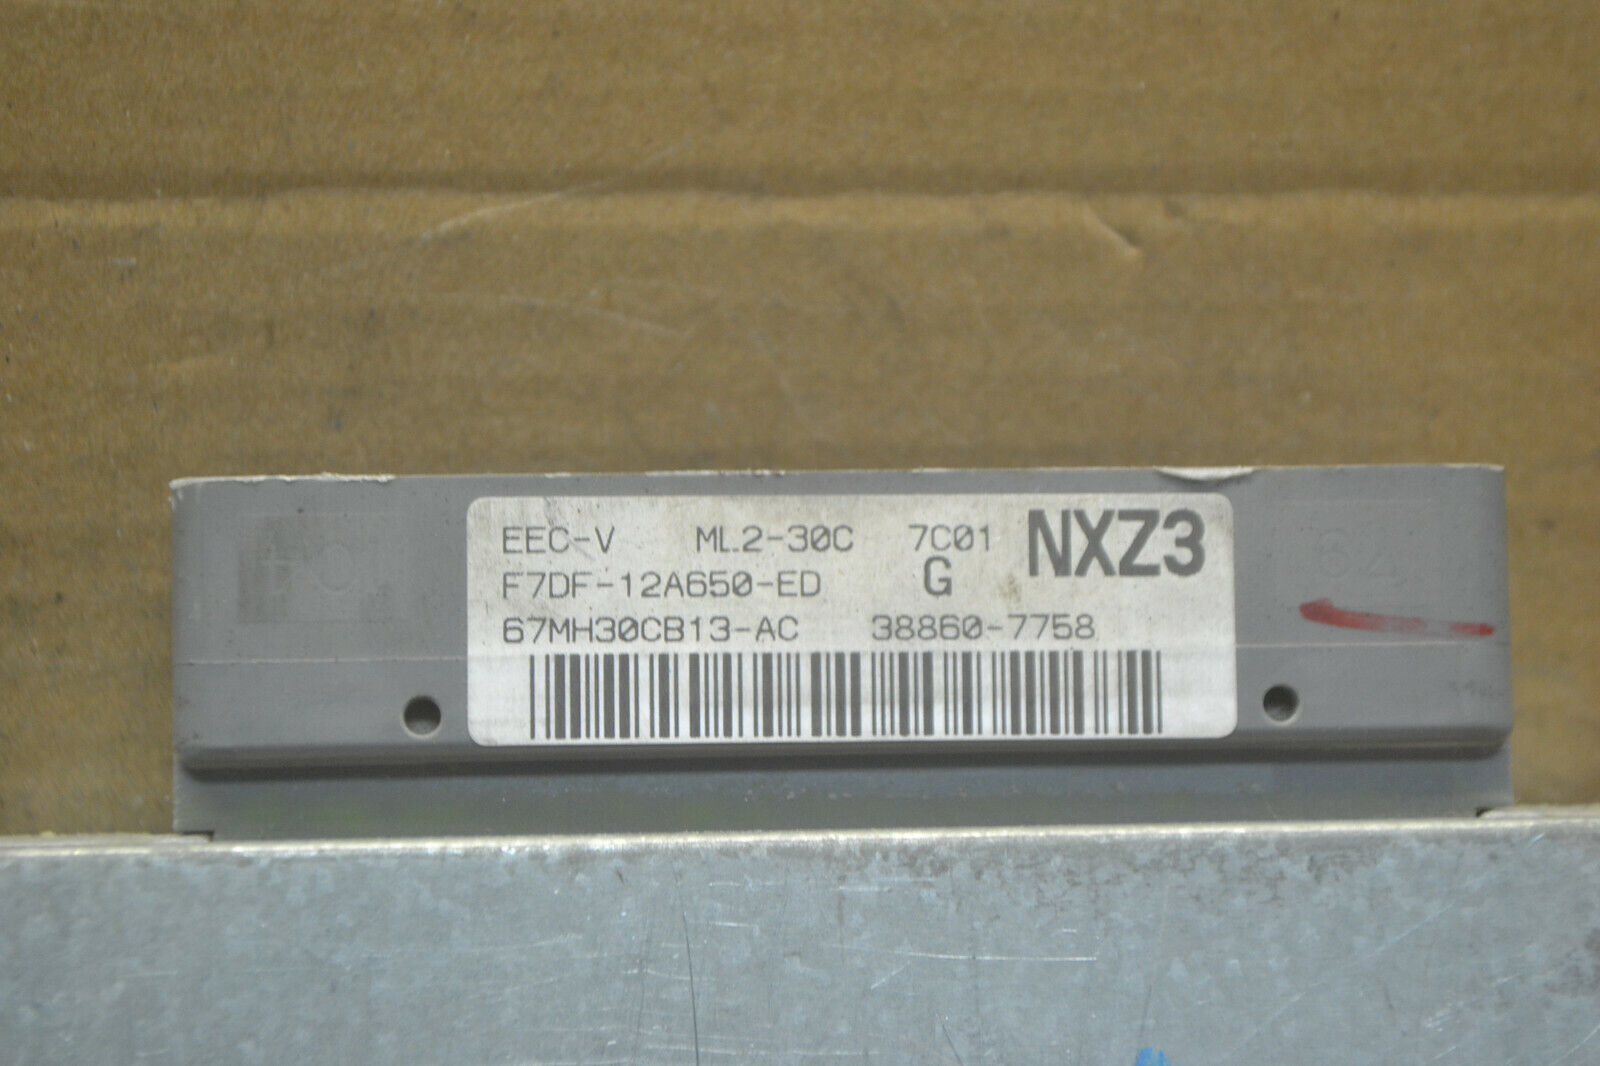 EEC-V ML2-30C 7C01 NXZ3
F7DF-12A650-ED G
67MH30CB13-AC 38860-7758